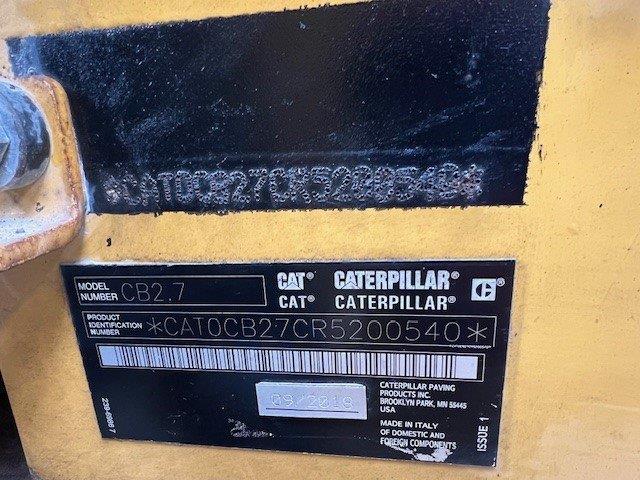 *CAT0CB27CR5200540*
MODEL
NUMBER CB2.7
CAT® CATERPILLAR®
CAT® CATERPILLAR®
PRODUCT
IDENTIFICATION
NUMBER *CAT0CB27CR5200540*
09/2019
CATERPILLAR PAVING
PRODUCTS INC.
BROOKLYN PARK, MN 55445
USA
MADE IN ITALY
OF DOMESTIC AND
FOREIGN COMPONENTS
ISSUE 1